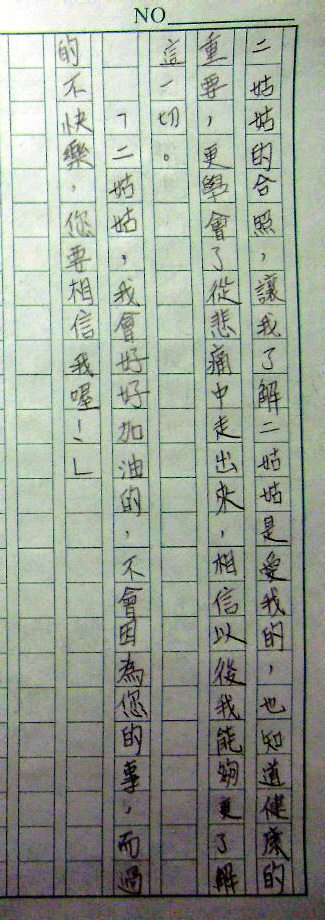 NO
二姑姑的合照，讓我了解二姑姑是愛我的，也知道健康的
重要，更學會了從悲痛中走出來，相信以後我能夠更了解
這一切。
「二姑姑，我會好好加油的，不會因為您的事，而過
的不快樂，您要相信我喔！」